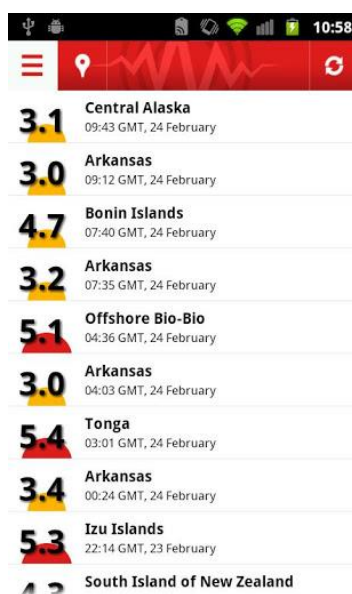 10:58
3.1
Central Alaska
09:43 GMT, 24 February
3.0
Arkansas
09:12 GMT, 24 February
4.7
Bonin Islands
07:40 GMT, 24 February
3.2
Arkansas
07:35 GMT, 24 February
5.1
Offshore Bio-Bio
04:36 GMT, 24 February
3.0
Arkansas
04:03 GMT, 24 February
5.4
Tonga
03:01 GMT, 24 February
3.4
Arkansas
00:24 GMT, 24 February
5.3
Izu Islands
22:14 GMT, 23 February
South Island of New Zealand